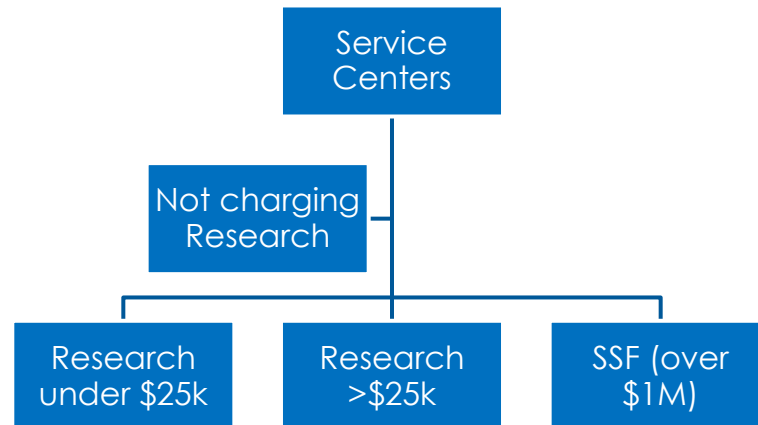 Service
Centers
Not charging
Research
Research
under $25k
Research
>$25k
SSF (over
$1M)